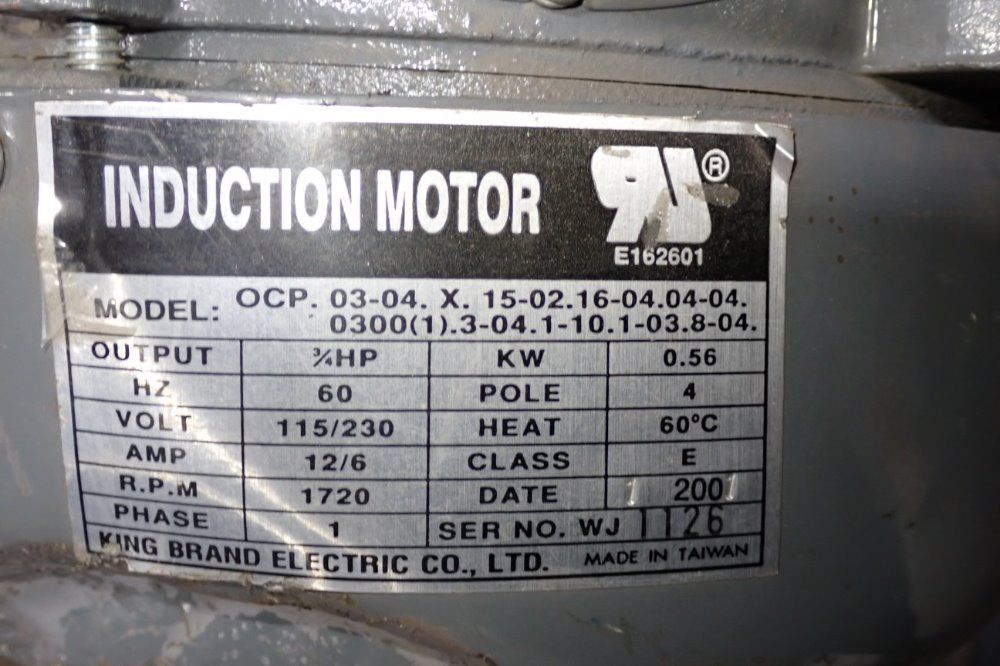 INDUCTION MOTOR
®
E162601
MODEL: OCP. 03-04. X. 15-02.16-04.04-04.
0300(1).3-04.1-10.1-03.8-04.
OUTPUT ¾HP KW 0.56
HZ 60 POLE 4
VOLT 115/230 HEAT 60°C
AMP 12/6 CLASS E
R.P.M 1720 DATE 1 2001
PHASE 1 SER NO. WJ 1126
KING BRAND ELECTRIC CO., LTD. MADE IN TAIWAN